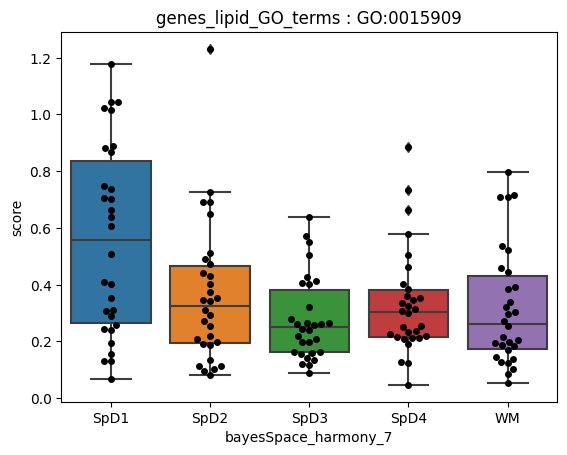 genes_lipid_GO_terms : GO:0015909
score
1.2
1.0
0.8
0.6
0.4
0.2
0.0
SpD1 SpD2 SpD3 SpD4 WM
bayesSpace_harmony_7